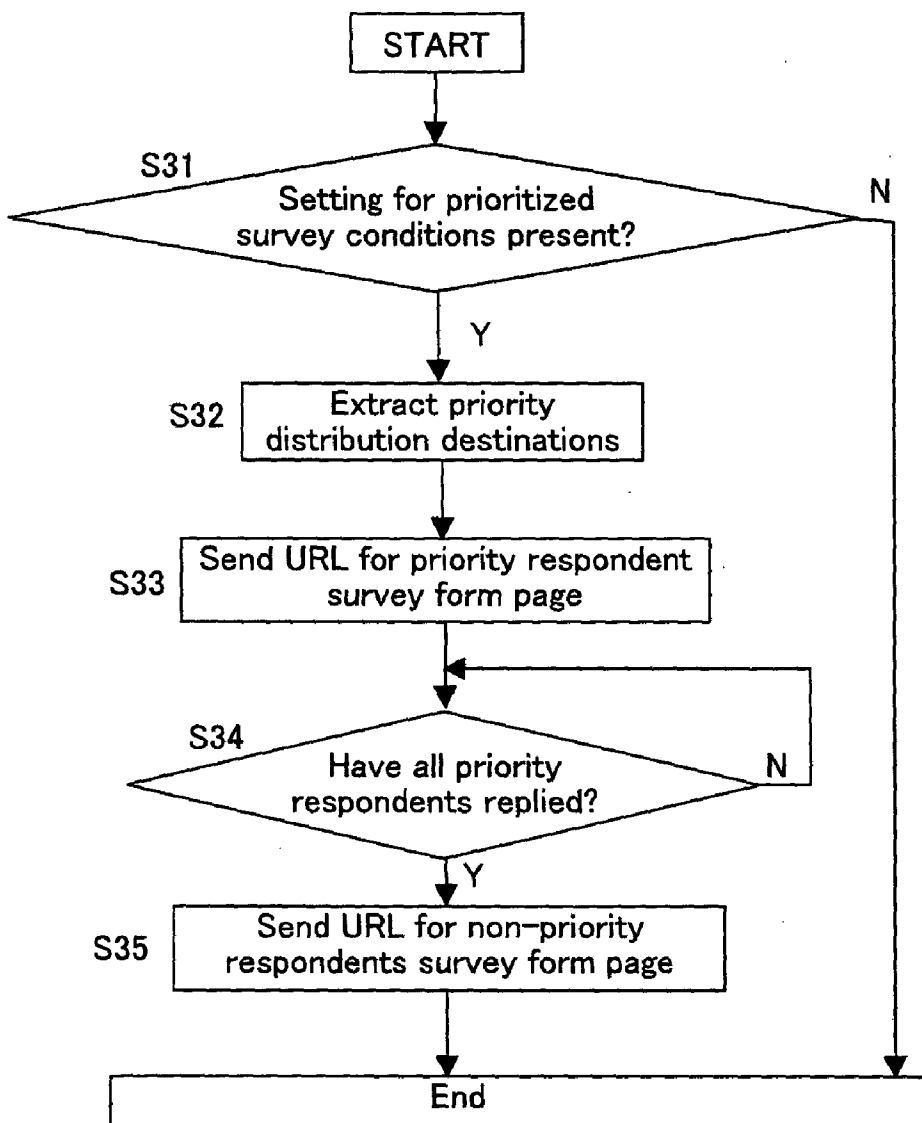 START
S31
Setting for prioritized
survey conditions present?
N
Y
S32
Extract priority
distribution destinations
S33
Send URL for priority respondent
survey form page
S34
Have all priority
respondents replied?
N
Y
S35
Send URL for non-priority
respondents survey form page
End